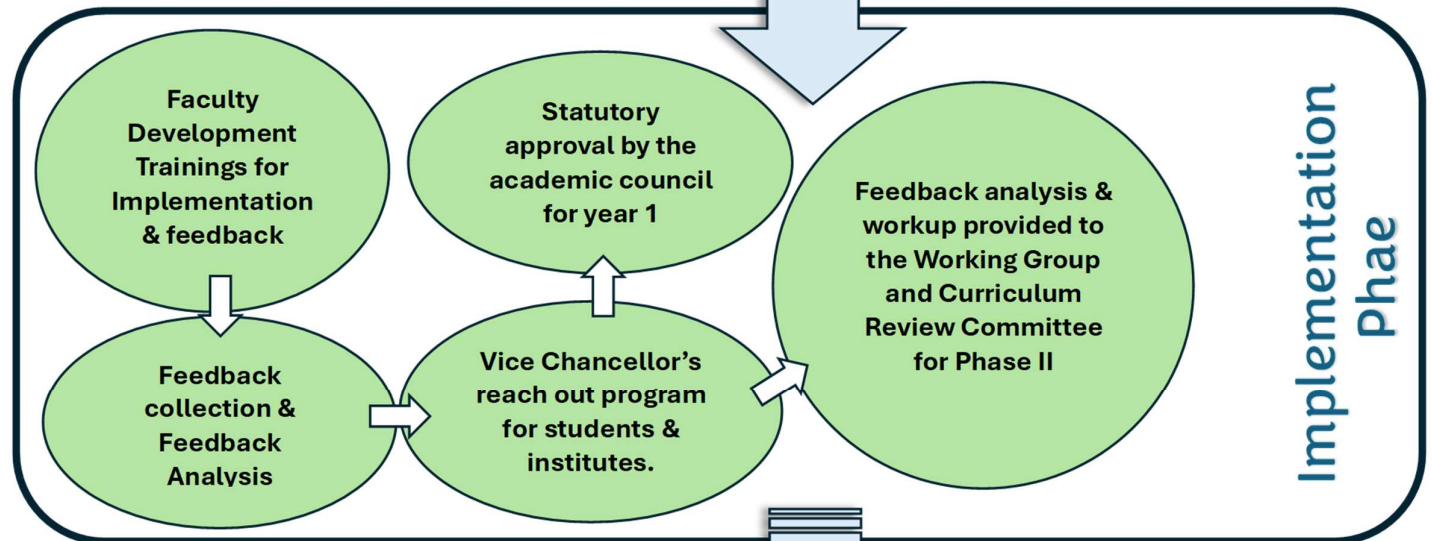 Faculty
Development
Trainings for
Implementation
& feedback
Feedback
collection &
Feedback
Analysis
Vice Chancellor’s
reach out program
for students &
institutes.
Statutory
approval by the
academic council
for year 1
Feedback analysis &
workup provided to
the Working Group
and Curriculum
Review Committee
for Phase II
Implementation
Phae